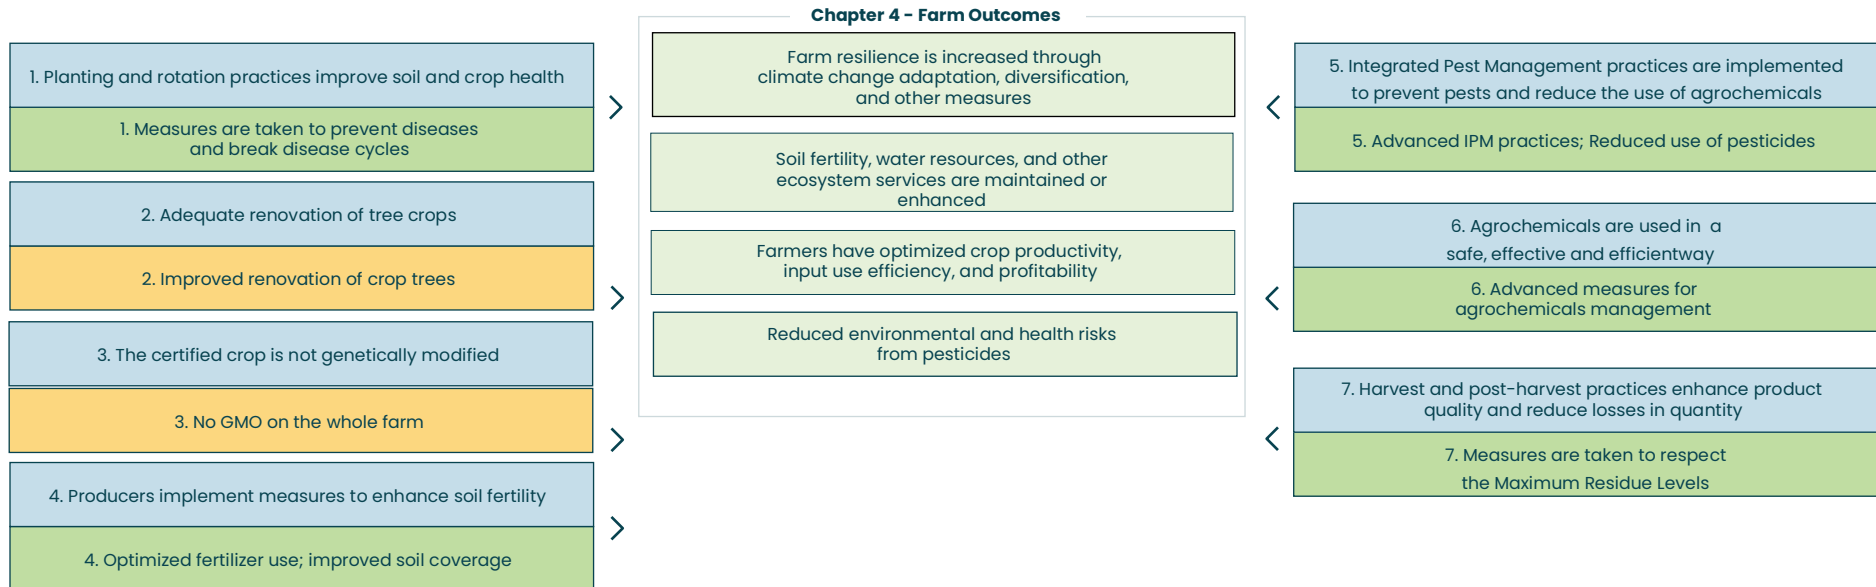 Chapter 4 - Farm Outcomes
1. Planting and rotation practices improve soil and crop health
1. Measures are taken to prevent diseases
and break disease cycles
2. Adequate renovation of tree crops
2. Improved renovation of crop trees
3. The certified crop is not genetically modified
3. No GMO on the whole farm
4. Producers implement measures to enhance soil fertility
4. Optimized fertilizer use; improved soil coverage
Farm resilience is increased through
climate change adaptation, diversification,
and other measures
Soil fertility, water resources, and other
ecosystem services are maintained or
enhanced
Farmers have optimized crop productivity,
input use efficiency, and profitability
Reduced environmental and health risks
from pesticides
5. Integrated Pest Management practices are implemented
to prevent pests and reduce the use of agrochemicals
5. Advanced IPM practices; Reduced use of pesticides
6. Agrochemicals are used in a
safe, effective and efficientway
6. Advanced measures for
agrochemicals management
7. Harvest and post-harvest practices enhance product
quality and reduce losses in quantity
7. Measures are taken to respect
the Maximum Residue Levels